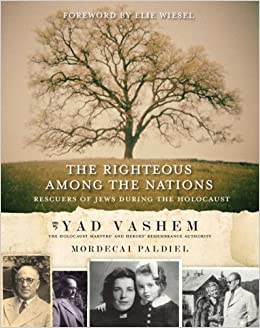 FOREWORD BY ELIE WIESEL
THE RIGHTEOUS
AMONG THE NATIONS
RESCUERS OF JEWS DURING THE HOLOCAUST
YAD VASHEM
THE HOLOCAUST MARTYRS' AND HEROES' REMEMBRANCE AUTHORITY
MORDECAI PALDIEL